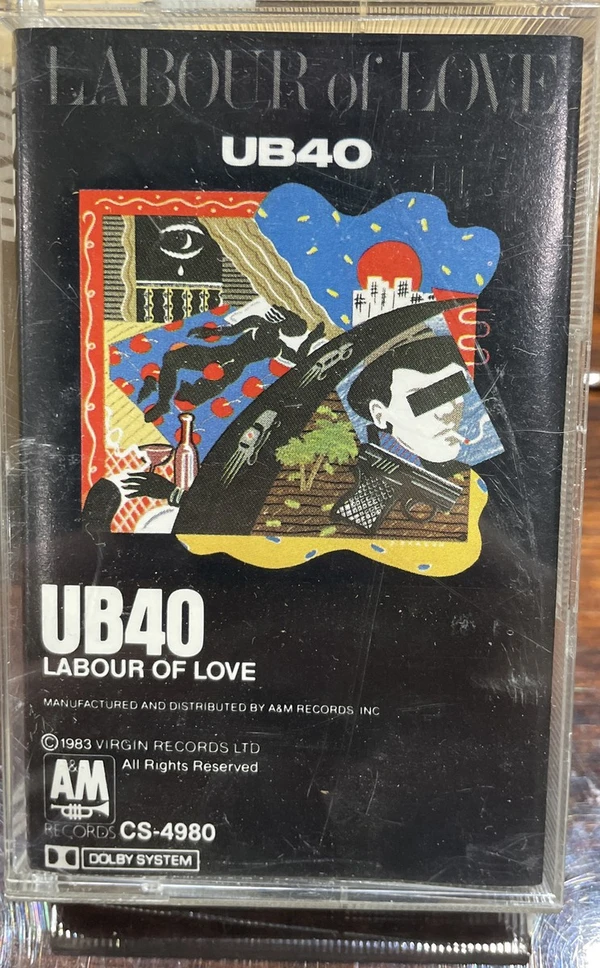 LABOUR of LOVE
UB40
UB40
LABOUR OF LOVE
MANUFACTURED AND DISTRIBUTED BY A&M RECORDS INC
©1983 VIRGIN RECORDS LTD
All Rights Reserved
A&M
RECORDS CS-4980
DOLBY SYSTEM